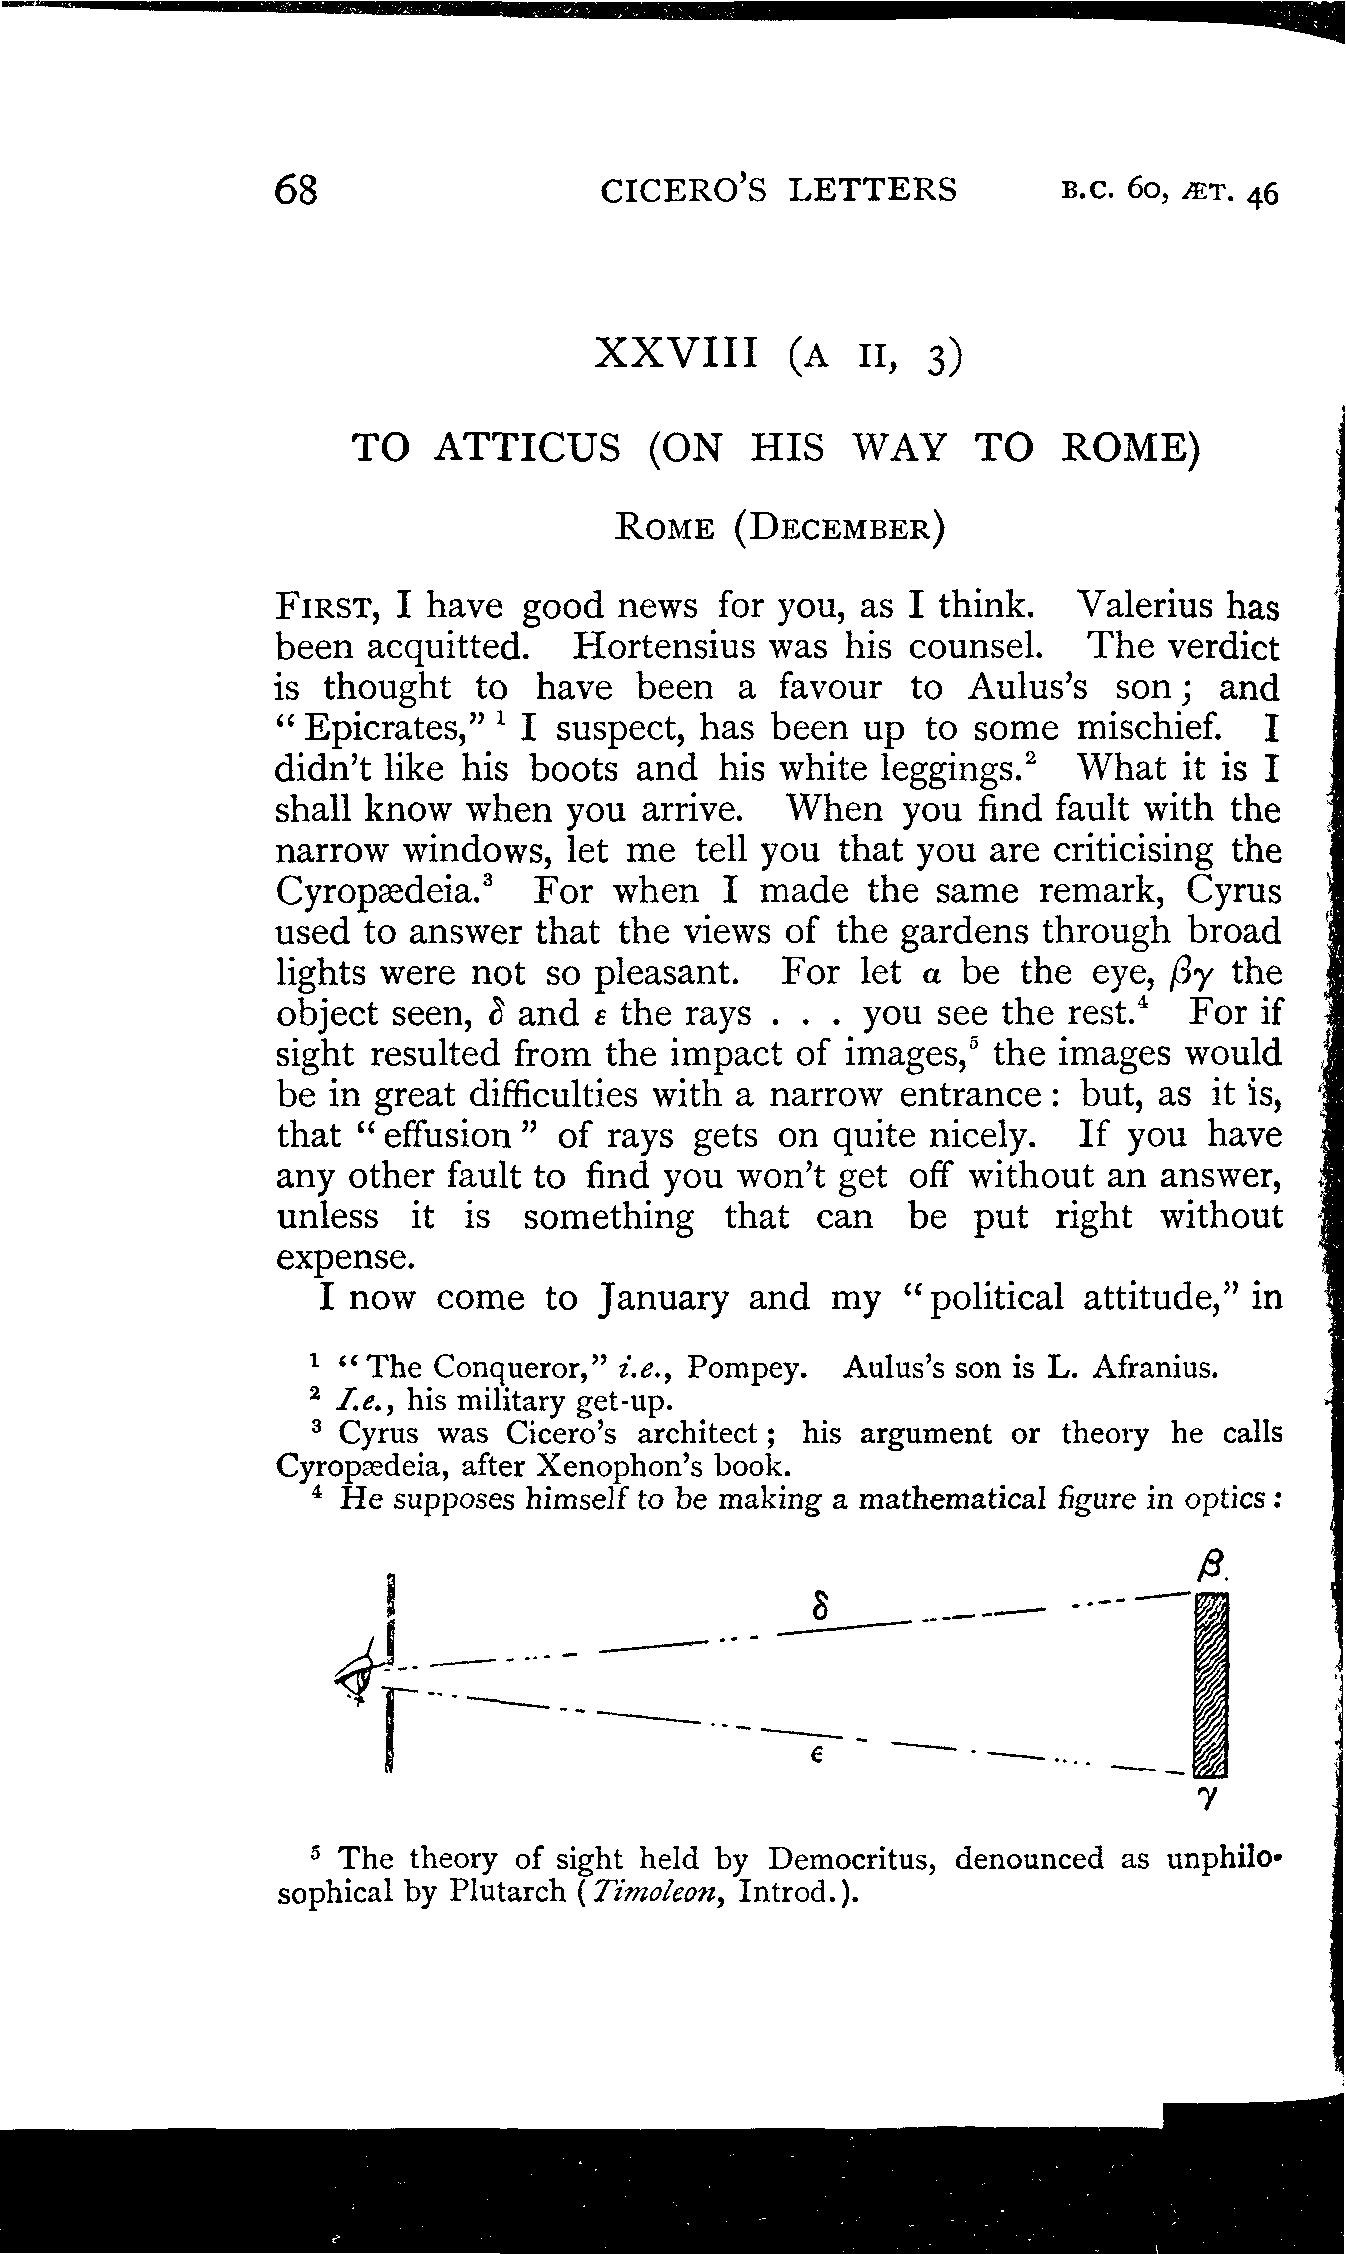 68 CICERO'S LETTERS B.C. 60, ÆT. 46
XXVIII (A II, 3)
TO ATTICUS (ON HIS WAY TO ROME)
ROME (DECEMBER)
FIRST, I have good news for you, as I think. Valerius has
been acquitted. Hortensius was his counsel. The verdict
is thought to have been a favour to Aulus's son; and
"Epicrates," ¹ I suspect, has been up to some mischief. I
didn't like his boots and his white leggings.² What it is I
shall know when you arrive. When you find fault with the
narrow windows, let me tell you that you are criticising the
Cyropædeia.³ For when I made the same remark, Cyrus
used to answer that the views of the gardens through broad
lights were not so pleasant. For let α be the eye, βγ the
object seen, δ and ε the rays . . . you see the rest.⁴ For if
sight resulted from the impact of images,⁵ the images would
be in great difficulties with a narrow entrance: but, as it is,
that "effusion" of rays gets on quite nicely. If you have
any other fault to find you won't get off without an answer,
unless it is something that can be put right without
expense.
I now come to January and my "political attitude," in
¹ "The Conqueror," i.e., Pompey. Aulus's son is L. Afranius.
² I.e., his military get-up.
³ Cyrus was Cicero's architect; his argument or theory he calls
Cyropædeia, after Xenophon's book.
⁴ He supposes himself to be making a mathematical figure in optics:
β.
δ
ε
γ
⁵ The theory of sight held by Democritus, denounced as unphilo-
sophical by Plutarch (Timoleon, Introd.).